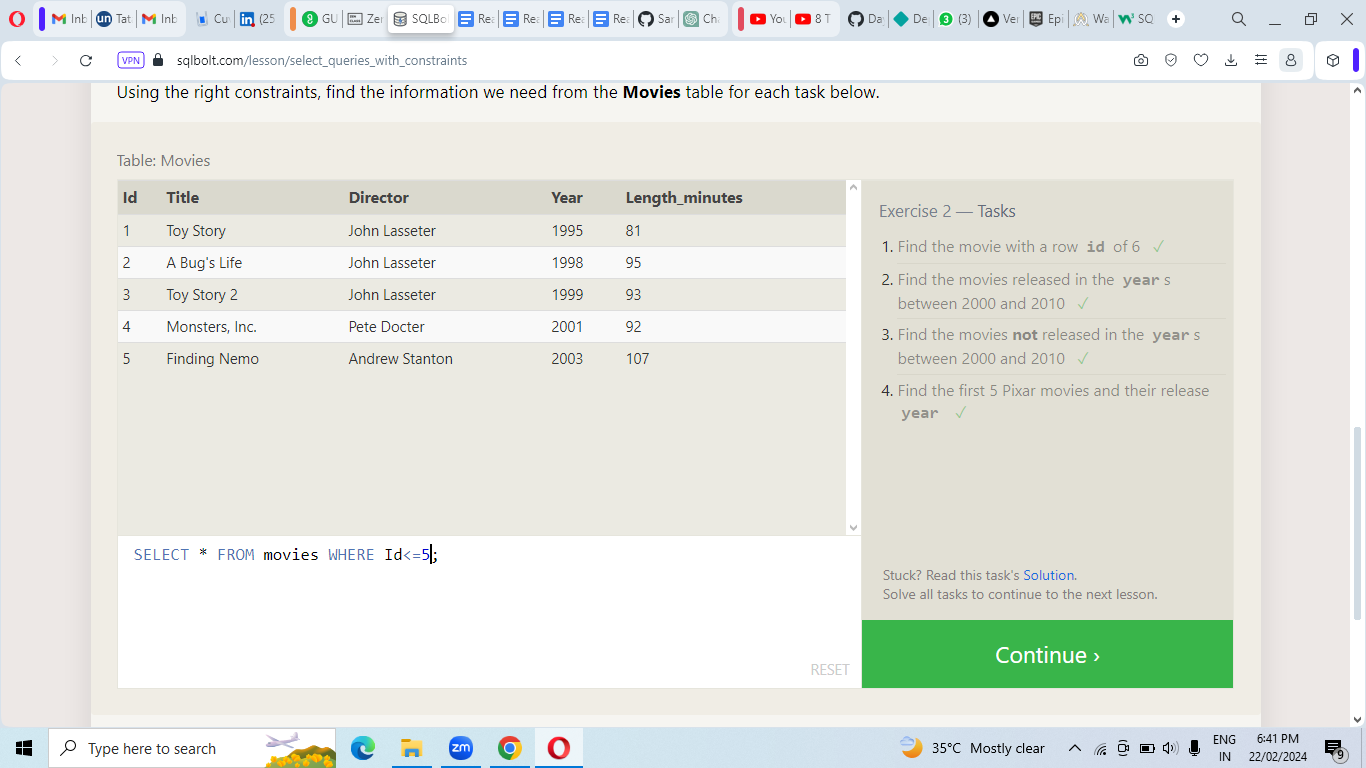 Inb
Tat
Inb
Cu
(25
GU
Zer
SQLBo
Rea
Rea
Rea
Rea
Sar
Cha
You
8 T
Da
De
(3)
Ver
Epi
Wa
SQ
VPN
sqlbolt.com/lesson/select_queries_with_constraints
Using the right constraints, find the information we need from the Movies table for each task below.
Table: Movies
Id Title Director Year Length_minutes
1 Toy Story John Lasseter 1995 81
2 A Bug's Life John Lasseter 1998 95
3 Toy Story 2 John Lasseter 1999 93
4 Monsters, Inc. Pete Docter 2001 92
5 Finding Nemo Andrew Stanton 2003 107
SELECT * FROM movies WHERE Id<=5;
RESET
Exercise 2 — Tasks
1. Find the movie with a row id of 6 ✓
2. Find the movies released in the year s
between 2000 and 2010 ✓
3. Find the movies not released in the year s
between 2000 and 2010 ✓
4. Find the first 5 Pixar movies and their release
year ✓
Stuck? Read this task's Solution.
Solve all tasks to continue to the next lesson.
Continue ›
Type here to search
zm
35°C Mostly clear
ENG
IN
6:41 PM
22/02/2024
9